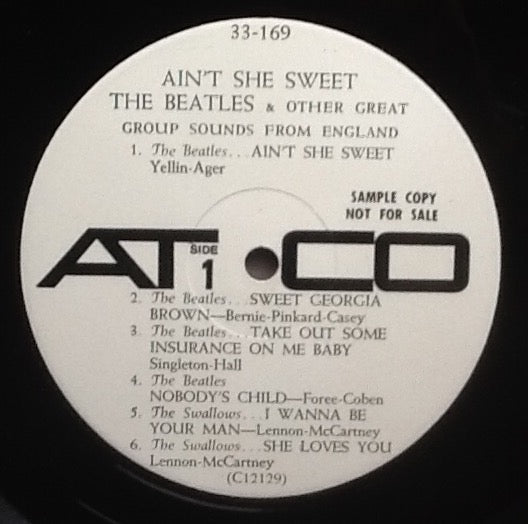 33-169
AIN'T SHE SWEET
THE BEATLES & OTHER GREAT
GROUP SOUNDS FROM ENGLAND
1. The Beatles...AIN'T SHE SWEET
Yellin-Ager
SAMPLE COPY
NOT FOR SALE
ATCO
SIDE
1
2. The Beatles...SWEET GEORGIA
BROWN—Bernie-Pinkard-Casey
3. The Beatles...TAKE OUT SOME
INSURANCE ON ME BABY
Singleton-Hall
4. The Beatles
NOBODY'S CHILD—Foree-Coben
5. The Swallows...I WANNA BE
YOUR MAN—Lennon-McCartney
6. The Swallows...SHE LOVES YOU
Lennon-McCartney
(C12129)